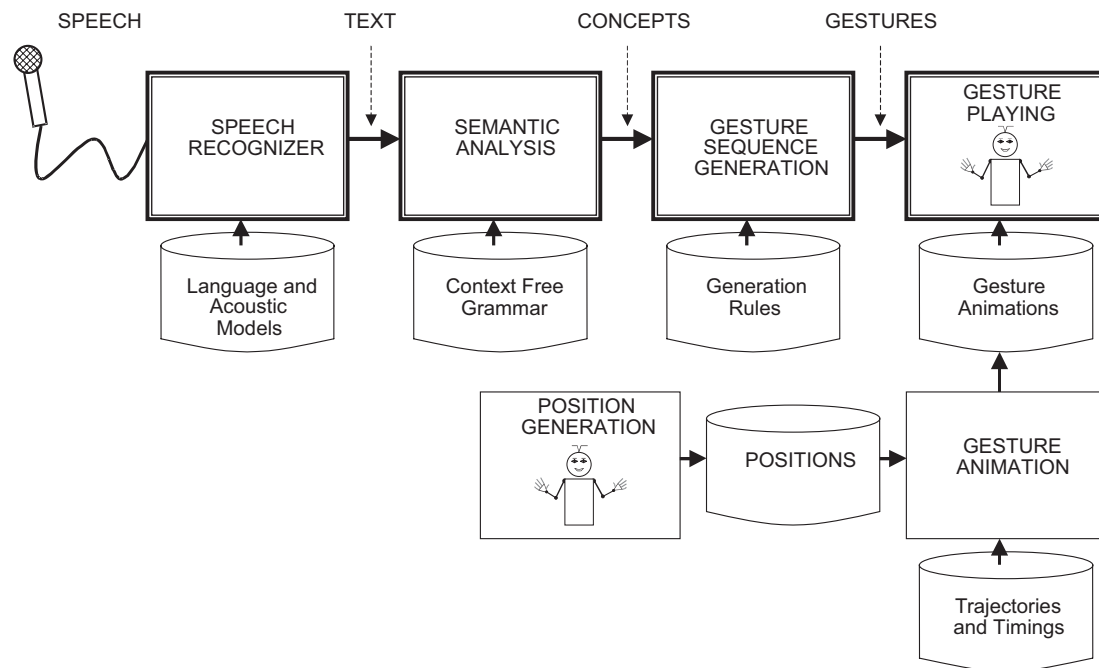 SPEECH
TEXT
CONCEPTS
GESTURES
SPEECH
RECOGNIZER
SEMANTIC
ANALYSIS
GESTURE
SEQUENCE
GENERATION
GESTURE
PLAYING
Language and
Acoustic
Models
Context Free
Grammar
Generation
Rules
Gesture
Animations
POSITION
GENERATION
POSITIONS
GESTURE
ANIMATION
Trajectories
and Timings